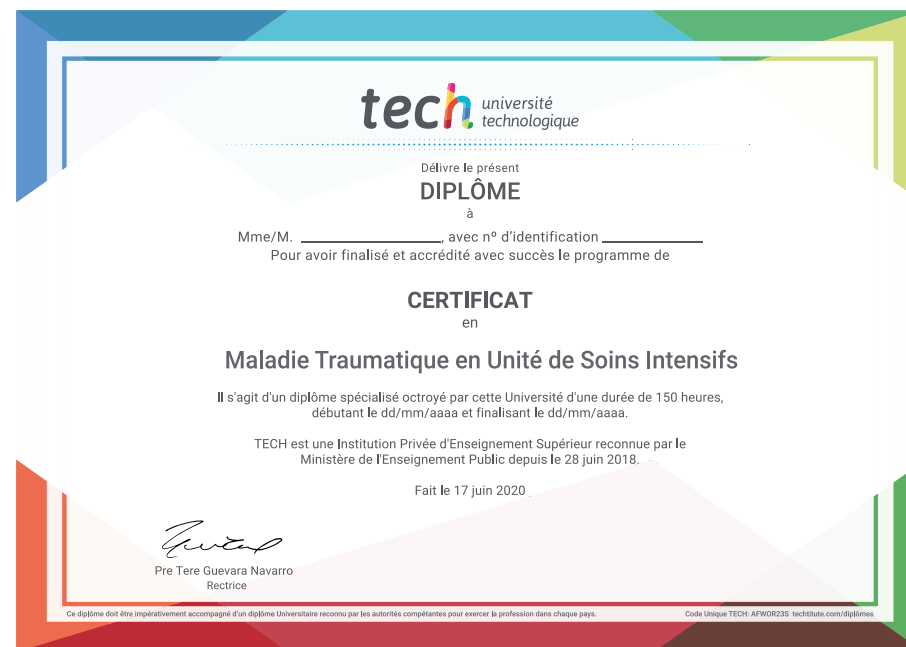 tech université
technologique
Délivre le présent
DIPLÔME
à
Mme/M. ____________________, avec nº d'identification ______________
Pour avoir finalisé et accrédité avec succès le programme de
CERTIFICAT
en
Maladie Traumatique en Unité de Soins Intensifs
Il s'agit d'un diplôme spécialisé octroyé par cette Université d'une durée de 150 heures,
débutant le dd/mm/aaaa et finalisant le dd/mm/aaaa.
TECH est une Institution Privée d'Enseignement Supérieur reconnue par le
Ministère de l'Enseignement Public depuis le 28 juin 2018.
Fait le 17 juin 2020
Pre Tere Guevara Navarro
Rectrice
Ce diplôme doit être impérativement accompagné d'un diplôme Universitaire reconnu par les autorités compétantes pour exercer la profession dans chaque pays.
Code Unique TECH: AFWOR23S techtitute.com/diplômes